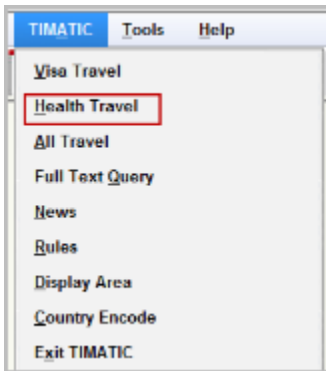 TIMATIC Tools Help
Visa Travel
Health Travel
All Travel
Full Text Query
News
Rules
Display Area
Country Encode
Exit TIMATIC